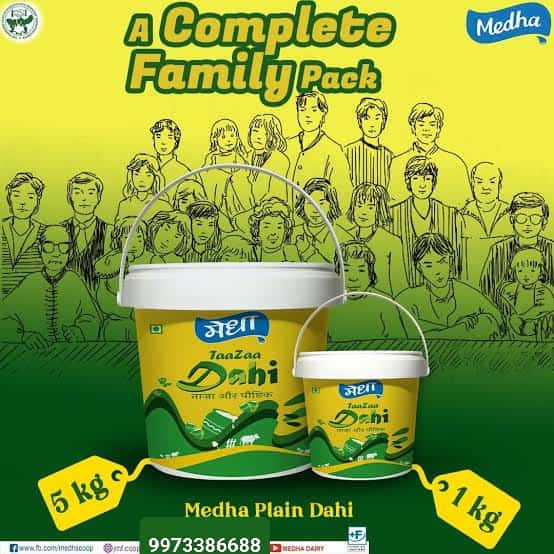 A Complete
Family Pack
Medha
मेधा
TaaZaa
Dahi
ताज़ा और पौष्टिक
मेधा
TaaZaa
Dahi
ताज़ा और पौष्टिक
5 kg
1 kg
Medha Plain Dahi
9973386688
www.fb.com/medhacoop
MEDHA DAIRY
+F